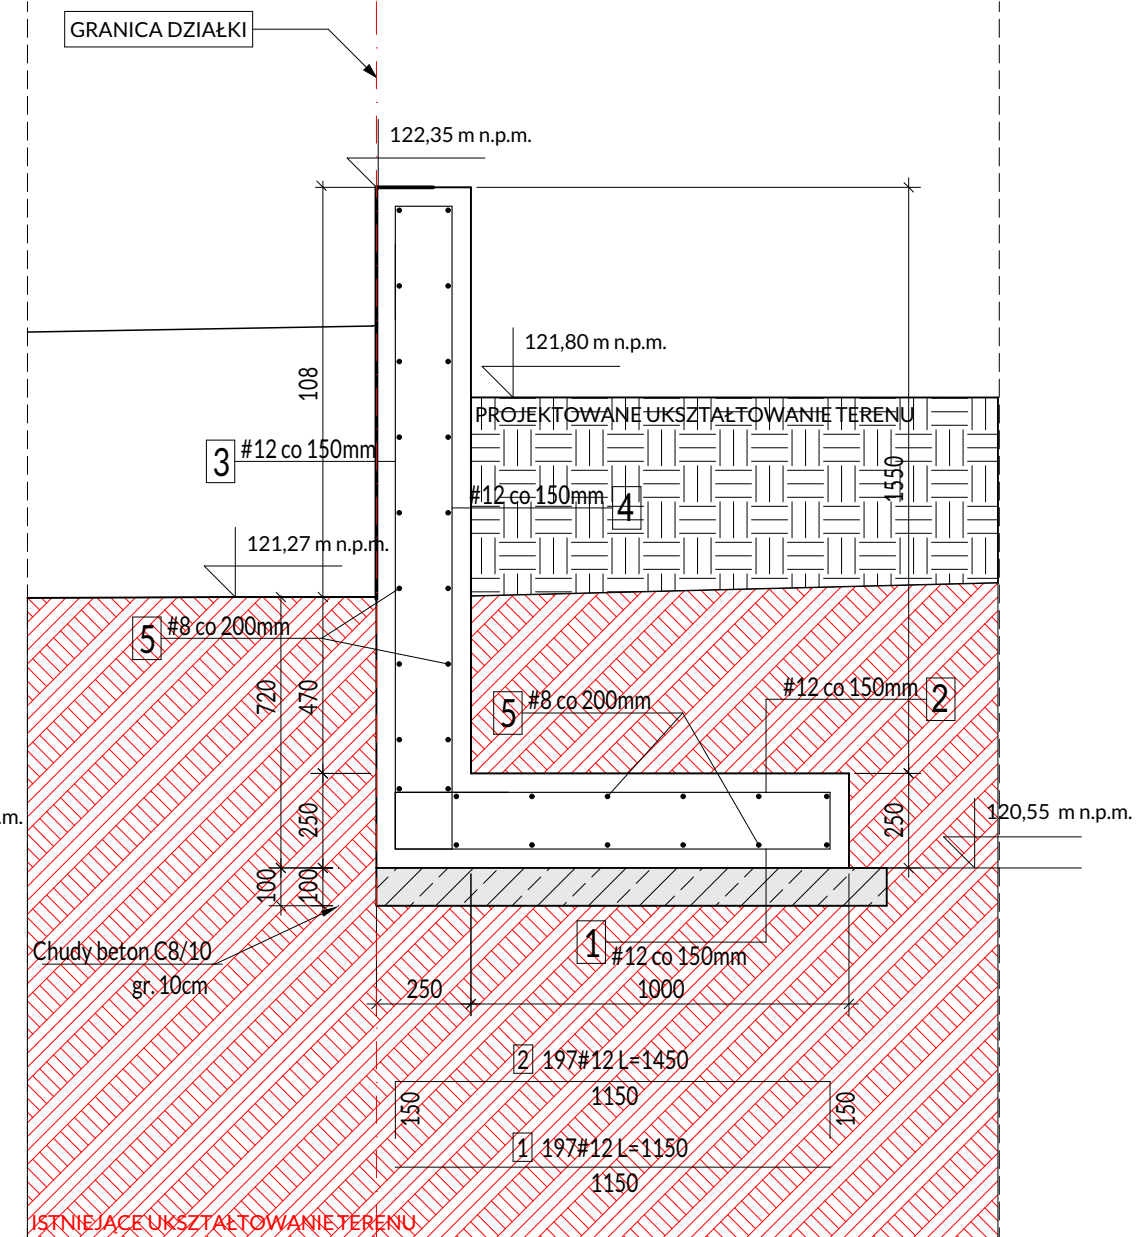 GRANICA DZIAŁKI
122,35 m n.p.m.
121,80 m n.p.m.
PROJEKTOWANE UKSZTAŁTOWANIE TERENU
108
3 #12 co 150mm
1550
#12 co 150mm 4
121,27 m n.p.m.
5 #8 co 200mm
720
470
5 #8 co 200mm
#12 co 150mm 2
250
250
120,55 m n.p.m.
.m.
100
100
Chudy beton C8/10
gr. 10cm
1 #12 co 150mm
250
1000
2 197#12 L=1450
1150
150
150
1 197#12 L=1150
1150
ISTNIEJĄCE UKSZTAŁTOWANIE TERENU